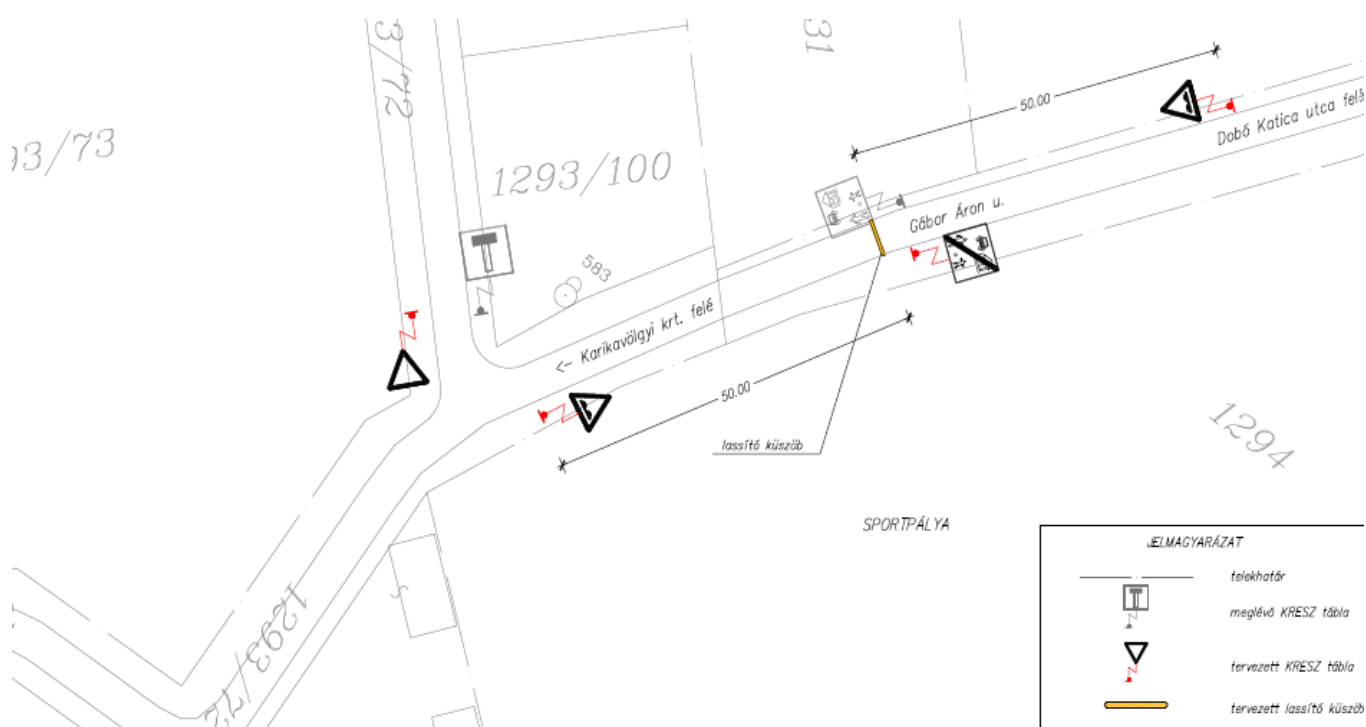 3/72
31
50.00
Dobó Katica utca felé
93/73
1293/100
Gábor Áron u.
583
<- Karikavölgyi krt. felé
50.00
lassító küszöb
1294
SPORTPÁLYA
JELMAGYARÁZAT
telekhatár
meglévő KRESZ tábla
tervezett KRESZ tábla
tervezett lassító küszöb
S
1293/72